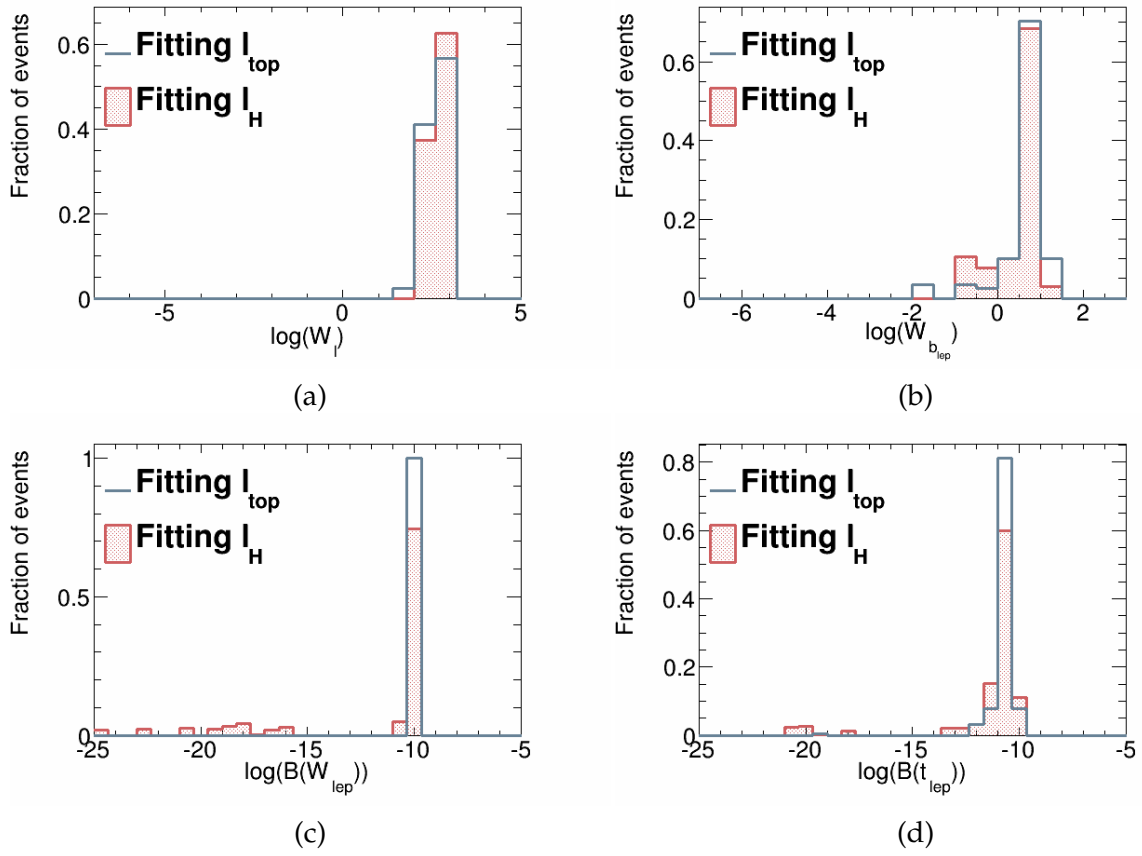 Fraction of events
0.6
0.4
0.2
0
Fitting l_top
Fitting l_H
-5 0 5
log(W_l)
(a)
Fraction of events
0.6
0.4
0.2
0
Fitting l_top
Fitting l_H
-6 -4 -2 0 2
log(W_b_lep)
(b)
Fraction of events
1
0.5
0
Fitting l_top
Fitting l_H
-25 -20 -15 -10 -5
log(B(W_lep))
(c)
Fraction of events
0.8
0.6
0.4
0.2
0
Fitting l_top
Fitting l_H
-25 -20 -15 -10 -5
log(B(t_lep))
(d)